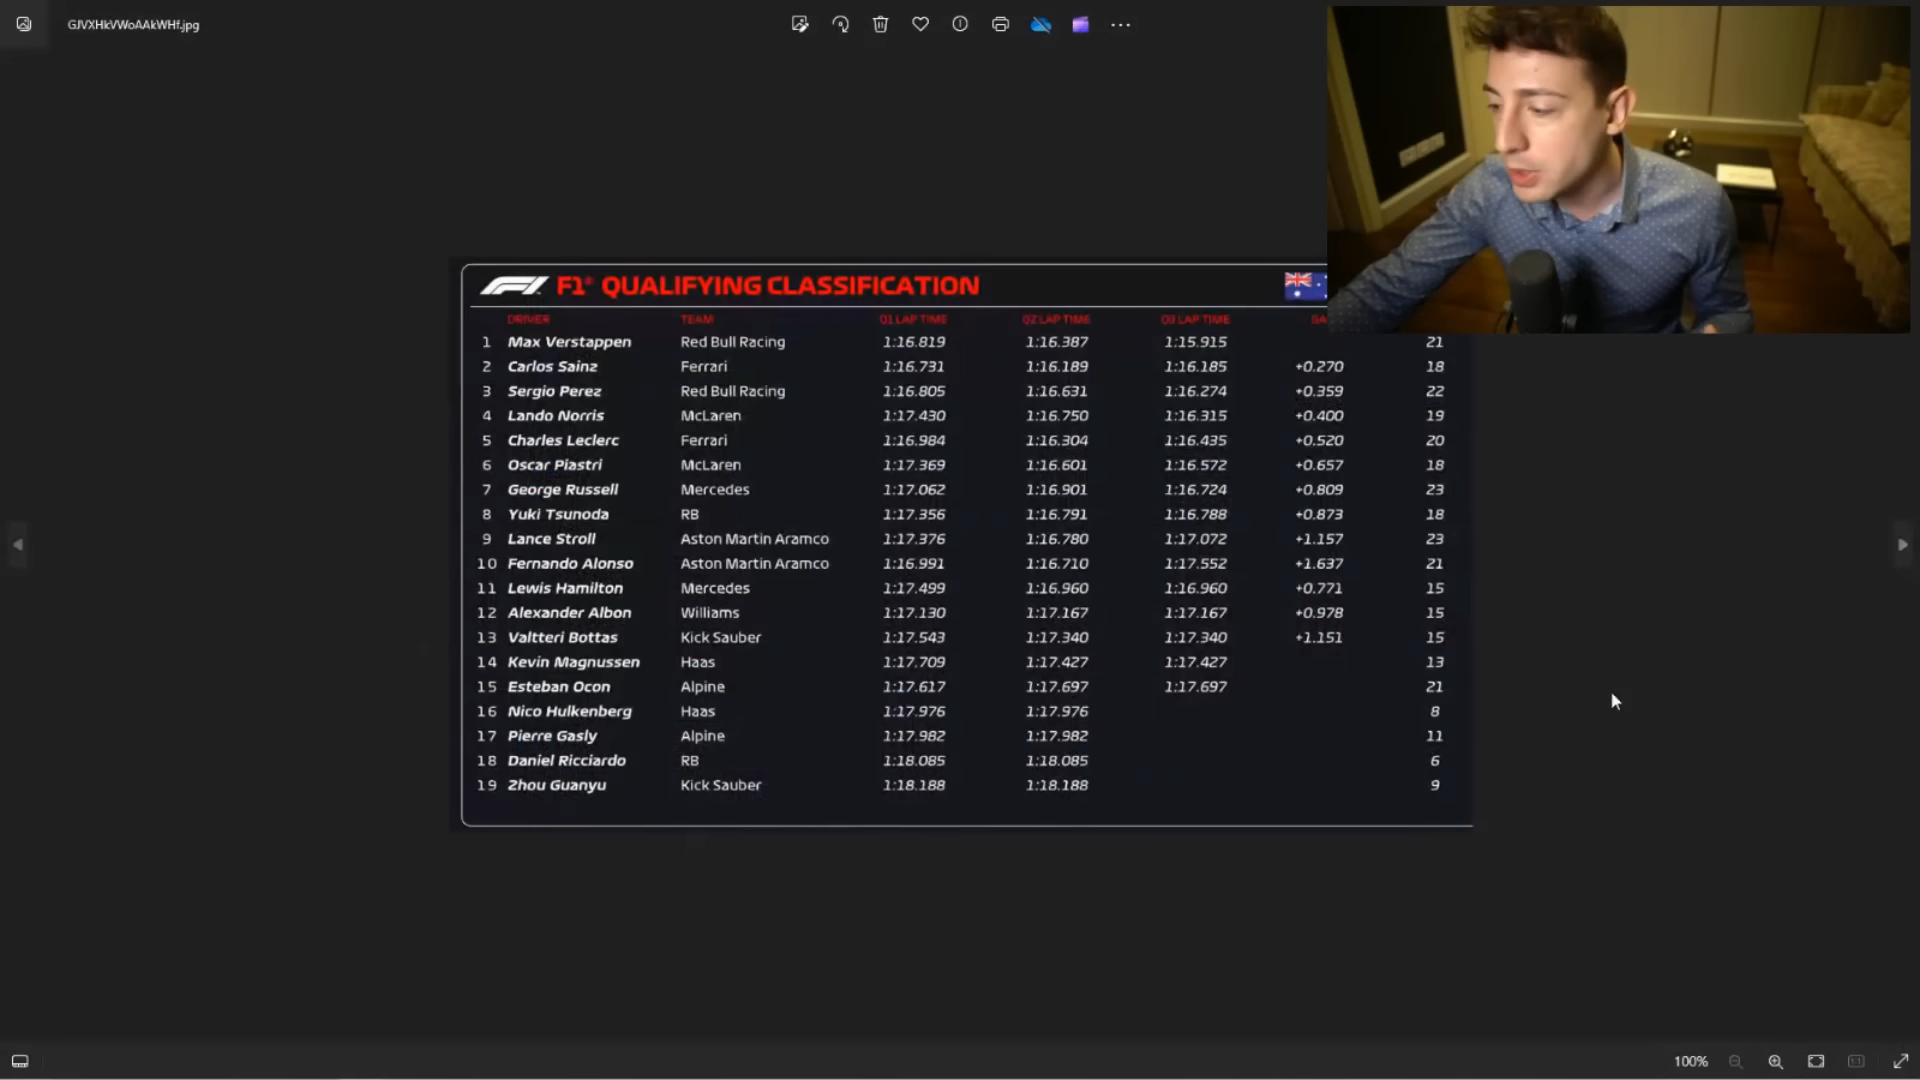 GJVXHkVWoAAkWHf.jpg
F1® QUALIFYING CLASSIFICATION
DRIVER TEAM Q1 LAP TIME Q2 LAP TIME Q3 LAP TIME
1 Max Verstappen Red Bull Racing 1:16.819 1:16.387 1:15.915 21
2 Carlos Sainz Ferrari 1:16.731 1:16.189 1:16.185 +0.270 18
3 Sergio Perez Red Bull Racing 1:16.805 1:16.631 1:16.274 +0.359 22
4 Lando Norris McLaren 1:17.430 1:16.750 1:16.315 +0.400 19
5 Charles Leclerc Ferrari 1:16.984 1:16.304 1:16.435 +0.520 20
6 Oscar Piastri McLaren 1:17.369 1:16.601 1:16.572 +0.657 18
7 George Russell Mercedes 1:17.062 1:16.901 1:16.724 +0.809 23
8 Yuki Tsunoda RB 1:17.356 1:16.791 1:16.788 +0.873 18
9 Lance Stroll Aston Martin Aramco 1:17.376 1:16.780 1:17.072 +1.157 23
10 Fernando Alonso Aston Martin Aramco 1:16.991 1:16.710 1:17.552 +1.637 21
11 Lewis Hamilton Mercedes 1:17.499 1:16.960 1:16.960 +0.771 15
12 Alexander Albon Williams 1:17.130 1:17.167 1:17.167 +0.978 15
13 Valtteri Bottas Kick Sauber 1:17.543 1:17.340 1:17.340 +1.151 15
14 Kevin Magnussen Haas 1:17.709 1:17.427 1:17.427 13
15 Esteban Ocon Alpine 1:17.617 1:17.697 1:17.697 21
16 Nico Hulkenberg Haas 1:17.976 1:17.976 8
17 Pierre Gasly Alpine 1:17.982 1:17.982 11
18 Daniel Ricciardo RB 1:18.085 1:18.085 6
19 Zhou Guanyu Kick Sauber 1:18.188 1:18.188 9
100%